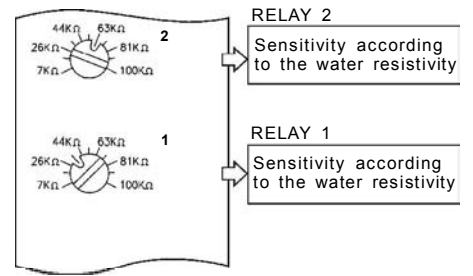 RELAY 2
44KΩ 63KΩ 2
26KΩ 81KΩ
7KΩ 100KΩ
Sensitivity according
to the water resistivity
RELAY 1
44KΩ 63KΩ 1
26KΩ 81KΩ
7KΩ 100KΩ
Sensitivity according
to the water resistivity